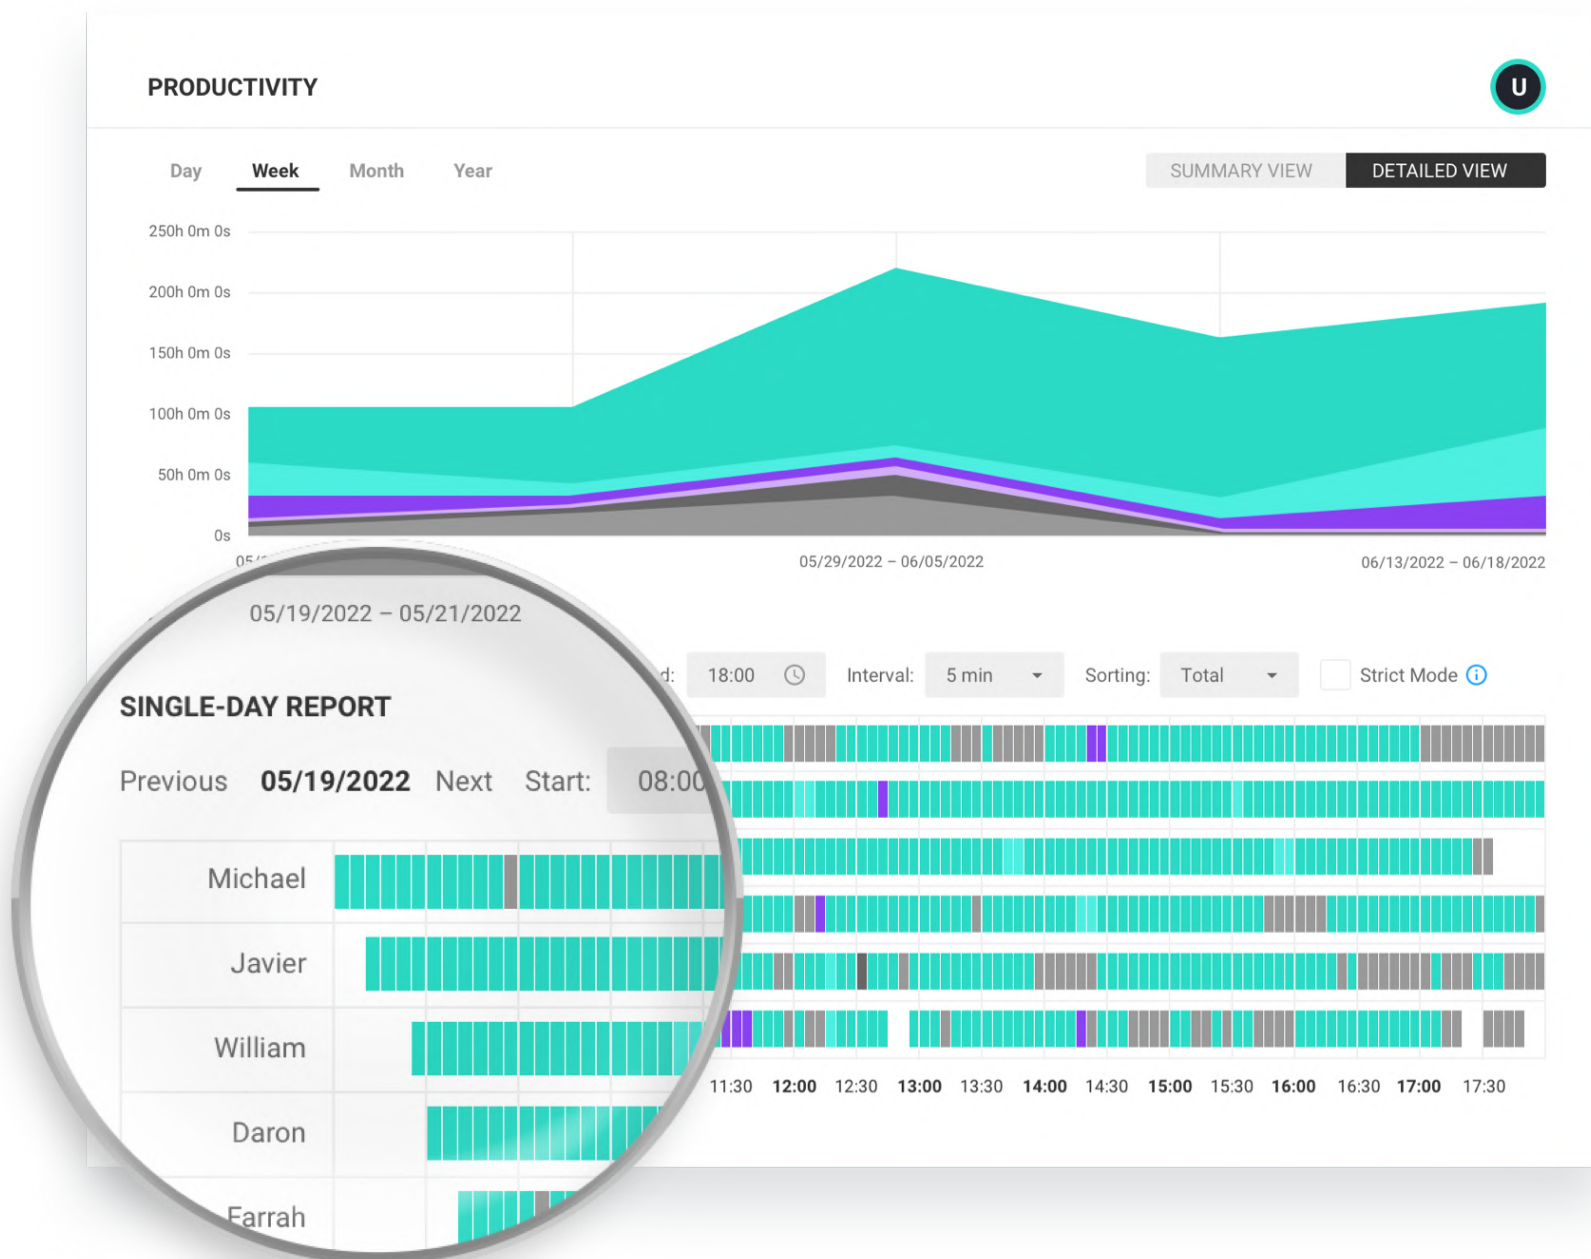 PRODUCTIVITY
U
Day Week Month Year
SUMMARY VIEW DETAILED VIEW
250h 0m 0s
200h 0m 0s
150h 0m 0s
100h 0m 0s
50h 0m 0s
0s
05/29/2022 – 06/05/2022 06/13/2022 – 06/18/2022
05/19/2022 – 05/21/2022
18:00 Interval: 5 min Sorting: Total Strict Mode
SINGLE-DAY REPORT
Previous 05/19/2022 Next Start: 08:00
Michael
Javier
William
Daron
Farrah
11:30 12:00 12:30 13:00 13:30 14:00 14:30 15:00 15:30 16:00 16:30 17:00 17:30